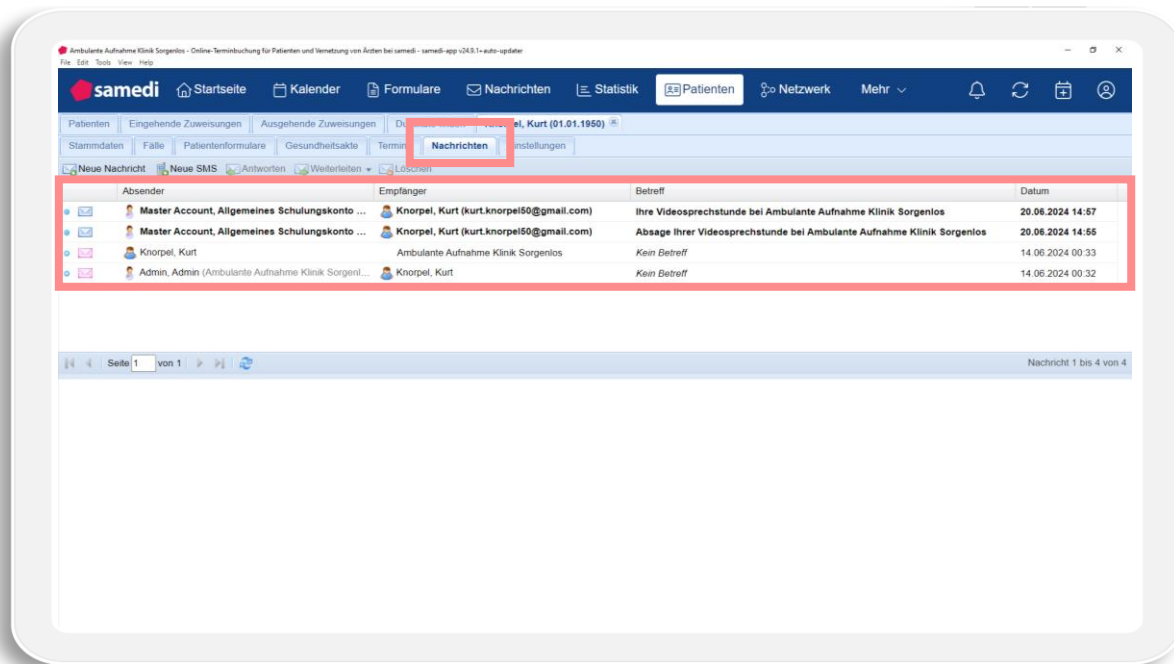 Ambulante Aufnahme Klinik Sorgenlos - Online-Terminbuchung für Patienten und Vernetzung von Ärzten bei samedi - samedi-app v24.9.1+auto-updater
File Edit Tools View Help
samedi Startseite Kalender Formulare Nachrichten Statistik Patienten Netzwerk Mehr
Patienten Eingehende Zuweisungen Ausgehende Zuweisungen Kurt (01.01.1950)
Stammdaten Fälle Patientenformulare Gesundheitsakte Nachrichten
Neue Nachricht Neue SMS Antworten Weiterleiten Löschen
Absender Empfänger Betreff Datum
Master Account, Allgemeines Schulungskonto ... Knorpel, Kurt (kurt.knorpel50@gmail.com) Ihre Videosprechstunde bei Ambulante Aufnahme Klinik Sorgenlos 20.06.2024 14:57
Master Account, Allgemeines Schulungskonto ... Knorpel, Kurt (kurt.knorpel50@gmail.com) Absage Ihrer Videosprechstunde bei Ambulante Aufnahme Klinik Sorgenlos 20.06.2024 14:55
Knorpel, Kurt Ambulante Aufnahme Klinik Sorgenlos Kein Betreff 14.06.2024 00:33
Admin, Admin (Ambulante Aufnahme Klinik Sorgenl... Knorpel, Kurt Kein Betreff 14.06.2024 00:32
Seite 1 von 1 Nachricht 1 bis 4 von 4